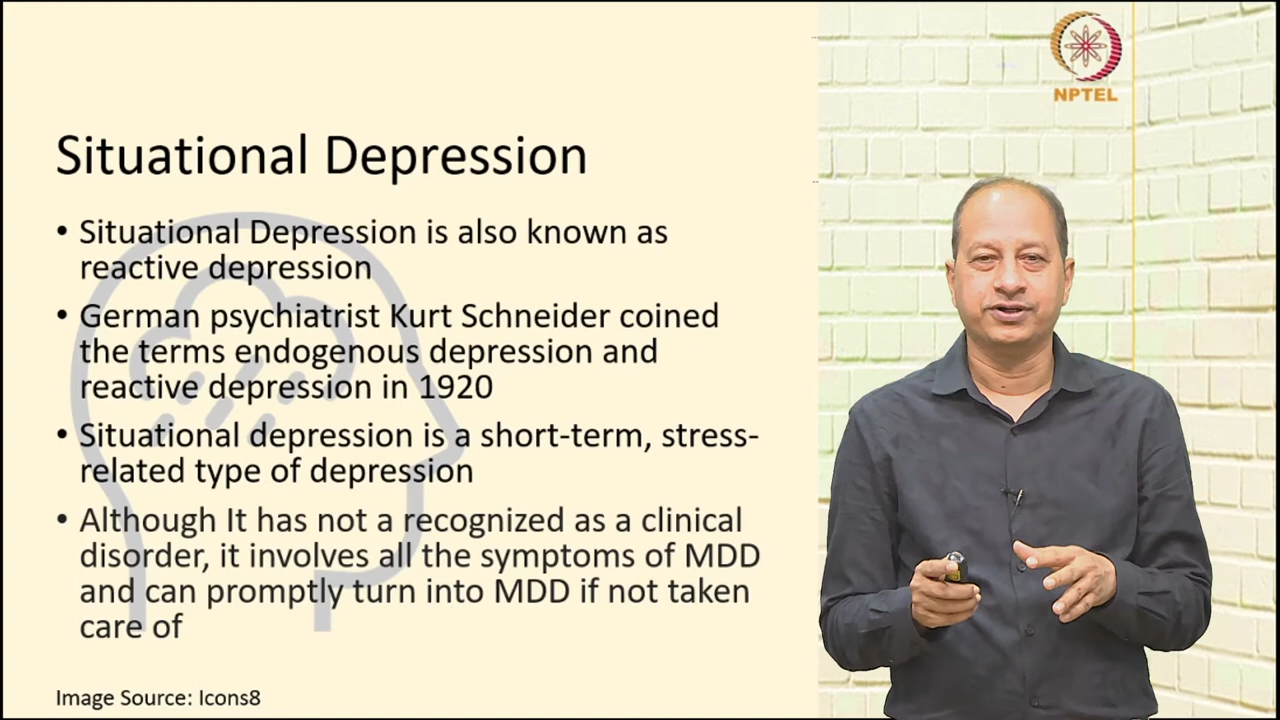 NPTEL
Situational Depression
• Situational Depression is also known as
reactive depression
• German psychiatrist Kurt Schneider coined
the terms endogenous depression and
reactive depression in 1920
• Situational depression is a short-term, stress-
related type of depression
• Although It has not a recognized as a clinical
disorder, it involves all the symptoms of MDD
and can promptly turn into MDD if not taken
care of
Image Source: Icons8